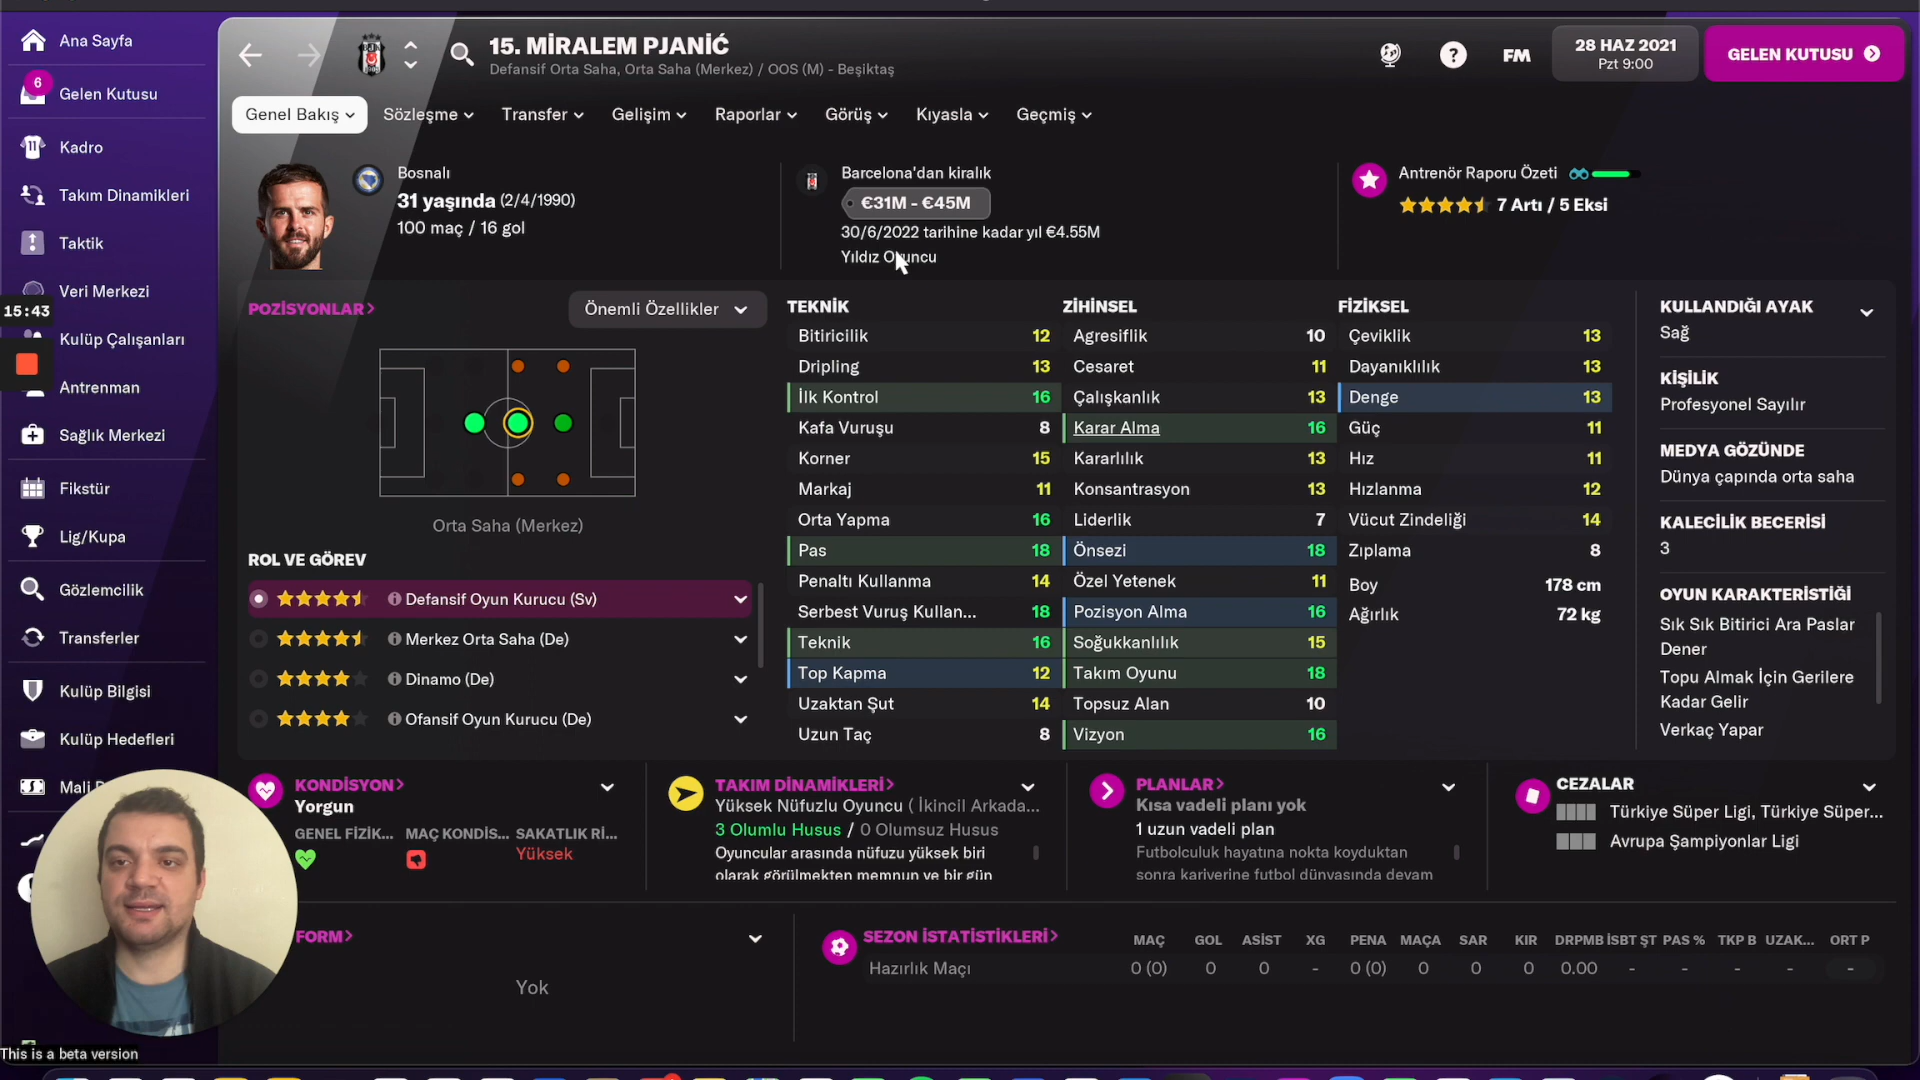 Ana Sayfa
6
Gelen Kutusu
Kadro
Takım Dinamikleri
Taktik
Veri Merkezi
15:43
Kulüp Çalışanları
Antrenman
Sağlık Merkezi
Fikstür
Lig/Kupa
Gözlemcilik
Transferler
Kulüp Bilgisi
Kulüp Hedefleri
Mali
This is a beta version
15. MİRALEM PJANIĆ
Defansif Orta Saha, Orta Saha (Merkez) / OOS (M) - Beşiktaş
FM
28 HAZ 2021
Pzt 9:00
GELEN KUTUSU
Genel Bakış
Sözleşme
Transfer
Gelişim
Raporlar
Görüş
Kıyasla
Geçmiş
Bosnalı
31 yaşında (2/4/1990)
100 maç / 16 gol
Barcelona'dan kiralık
€31M - €45M
30/6/2022 tarihine kadar yıl €4.55M
Yıldız Oyuncu
Antrenör Raporu Özeti
7 Artı / 5 Eksi
POZİSYONLAR
Önemli Özellikler
Orta Saha (Merkez)
ROL VE GÖREV
Defansif Oyun Kurucu (Sv)
Merkez Orta Saha (De)
Dinamo (De)
Ofansif Oyun Kurucu (De)
TEKNİK
Bitiricilik 12
Dripling 13
İlk Kontrol 16
Kafa Vuruşu 8
Korner 15
Markaj 11
Orta Yapma 16
Pas 18
Penaltı Kullanma 14
Serbest Vuruş Kullan... 18
Teknik 16
Top Kapma 12
Uzaktan Şut 14
Uzun Taç 8
ZİHİNSEL
Agresiflik 10
Cesaret 11
Çalışkanlık 13
Karar Alma 16
Kararlılık 13
Konsantrasyon 13
Liderlik 7
Önsezi 18
Özel Yetenek 11
Pozisyon Alma 16
Soğukkanlılık 15
Takım Oyunu 18
Topsuz Alan 10
Vizyon 16
FİZİKSEL
Çeviklik 13
Dayanıklılık 13
Denge 13
Güç 11
Hız 11
Hızlanma 12
Vücut Zindeliği 14
Zıplama 8
Boy 178 cm
Ağırlık 72 kg
KULLANDIĞI AYAK
Sağ
KİŞİLİK
Profesyonel Sayılır
MEDYA GÖZÜNDE
Dünya çapında orta saha
KALECİLİK BECERİSİ
3
OYUN KARAKTERİSTİĞİ
Sık Sık Bitirici Ara Paslar
Dener
Topu Almak İçin Gerilere
Kadar Gelir
Verkaç Yapar
KONDİSYON
Yorgun
GENEL FİZİK... MAÇ KONDİS... SAKATLIK Rİ...
Yüksek
TAKIM DİNAMİKLERİ
Yüksek Nüfuzlu Oyuncu ( İkincil Arkada...
3 Olumlu Husus / 0 Olumsuz Husus
Oyuncular arasında nüfuzu yüksek biri
olarak görülmekten memnun ve bir gün
PLANLAR
Kısa vadeli planı yok
1 uzun vadeli plan
Futbolculuk hayatına nokta koyduktan
sonra kariyerine futbol dünyasında devam
CEZALAR
Türkiye Süper Ligi, Türkiye Süper...
Avrupa Şampiyonlar Ligi
FORM
Yok
SEZON İSTATİSTİKLERİ
MAÇ GOL ASİST XG PENA MAÇA SAR KIR DRPMB İSBT ŞT PAS % TKP B UZAK... ORT P
Hazırlık Maçı 0 (0) 0 0 - 0 (0) 0 0 0 0.00 - - - - -